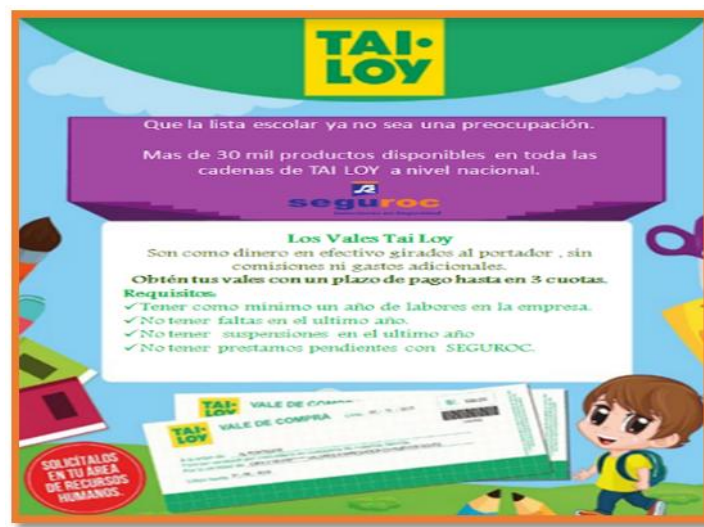 TAI•
LOY
Que la lista escolar ya no sea una preocupación.
Mas de 30 mil productos disponibles en toda las
cadenas de TAI LOY a nivel nacional.
seguroc
Los Vales Tai Loy
Son como dinero en efectivo girados al portador , sin
comisiones ni gastos adicionales.
Obtén tus vales con un plazo de pago hasta en 3 cuotas.
Requisitos:
✓Tener como mínimo un año de labores en la empresa.
✓No tener faltas en el ultimo año.
✓No tener suspensiones en el ultimo año
✓No tener prestamos pendientes con SEGUROC.
TAI•
LOY
VALE DE COMPRA
TAI•
LOY
VALE DE COMPRA
SOLICÍTALOS
EN TU ÁREA
DE RECURSOS
HUMANOS.